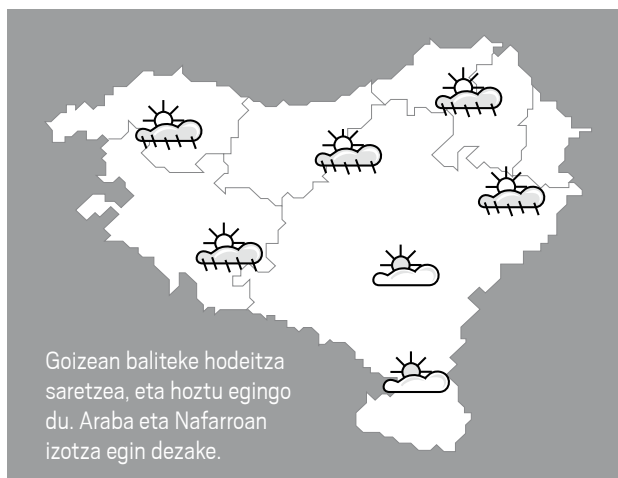 Goizean baliteke hodeitza
saretzea, eta hoztu egingo
du. Araba eta Nafarroan
izotza egin dezake.